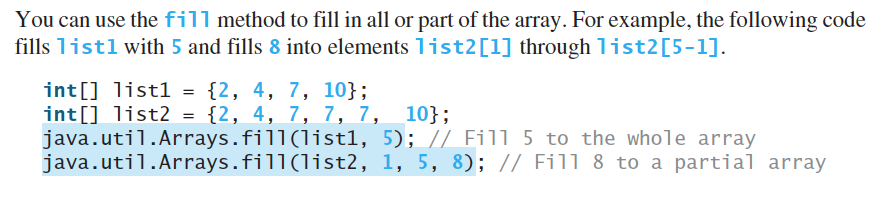 You can use the fill method to fill in all or part of the array. For example, the following code
fills list1 with 5 and fills 8 into elements list2[1] through list2[5-1].
int[] list1 = {2, 4, 7, 10};
int[] list2 = {2, 4, 7, 7, 7, 10};
java.util.Arrays.fill(list1, 5); // Fill 5 to the whole array
java.util.Arrays.fill(list2, 1, 5, 8); // Fill 8 to a partial array